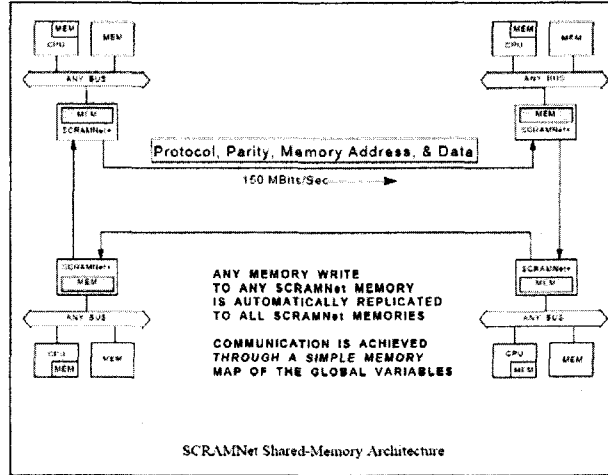 MEM
CPU
MEM
ANY BUS
MEM
SCRAMNet+
MEM
CPU
MEM
ANY BUS
MEM
SCRAMNet+
Protocol, Parity, Memory Address, & Data
150 MBits/Sec
SCRAMNet+
MEM
ANY BUS
CPU
MEM
MEM
ANY MEMORY WRITE
TO ANY SCRAMNet MEMORY
IS AUTOMATICALLY REPLICATED
TO ALL SCRAMNet MEMORIES
COMMUNICATION IS ACHIEVED
THROUGH A SIMPLE MEMORY
MAP OF THE GLOBAL VARIABLES
SCRAMNet+
MEM
ANY BUS
CPU
MEM
MEM
SCRAMNet Shared-Memory Architecture